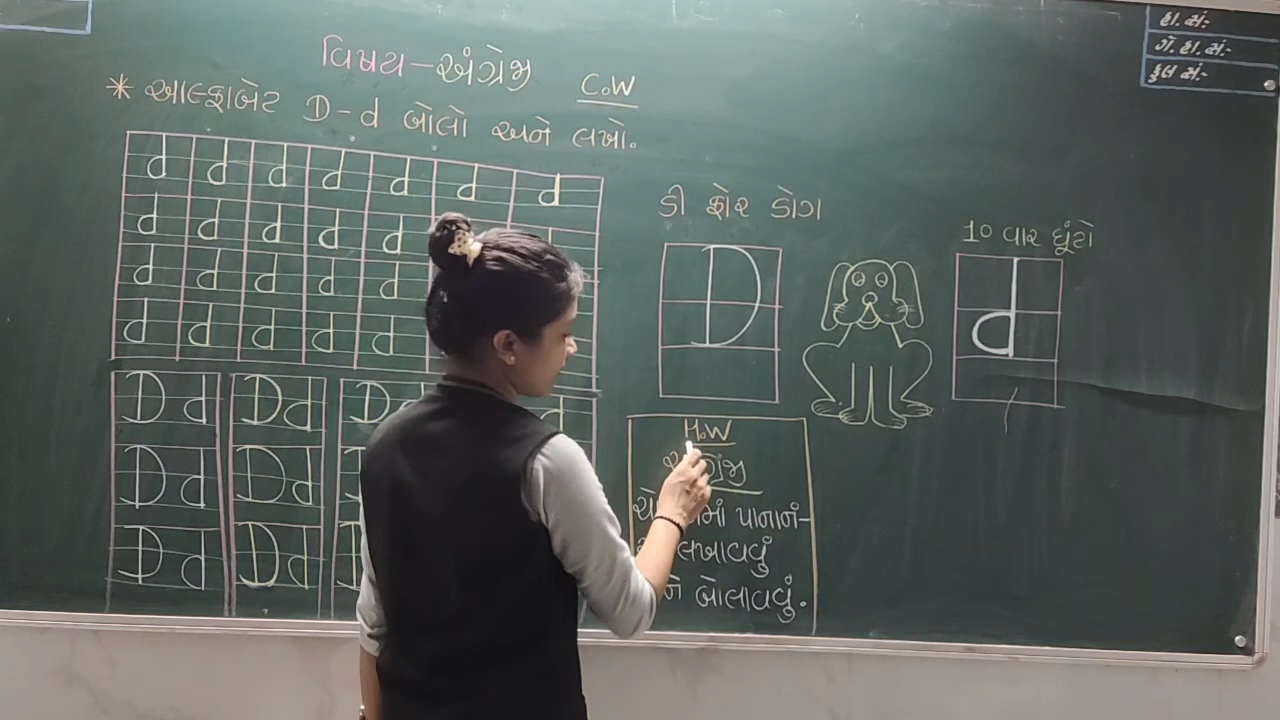 હા. સં:-
ગે. હા. સં:-
કુલ સં:-
વિષય-અંગ્રેજી C.W
* આલ્ફાબેટ D-d બોલો અને લખો.
d d d d d d d
d d d d d
d d d d d
d d d d d
D d D d D
D d D d
D d D d
ડી ફોર ડોગ
D
10 વાર ઘૂંટો
d
H.W
પાનાનં-
લખાવવું
બોલાવવું.